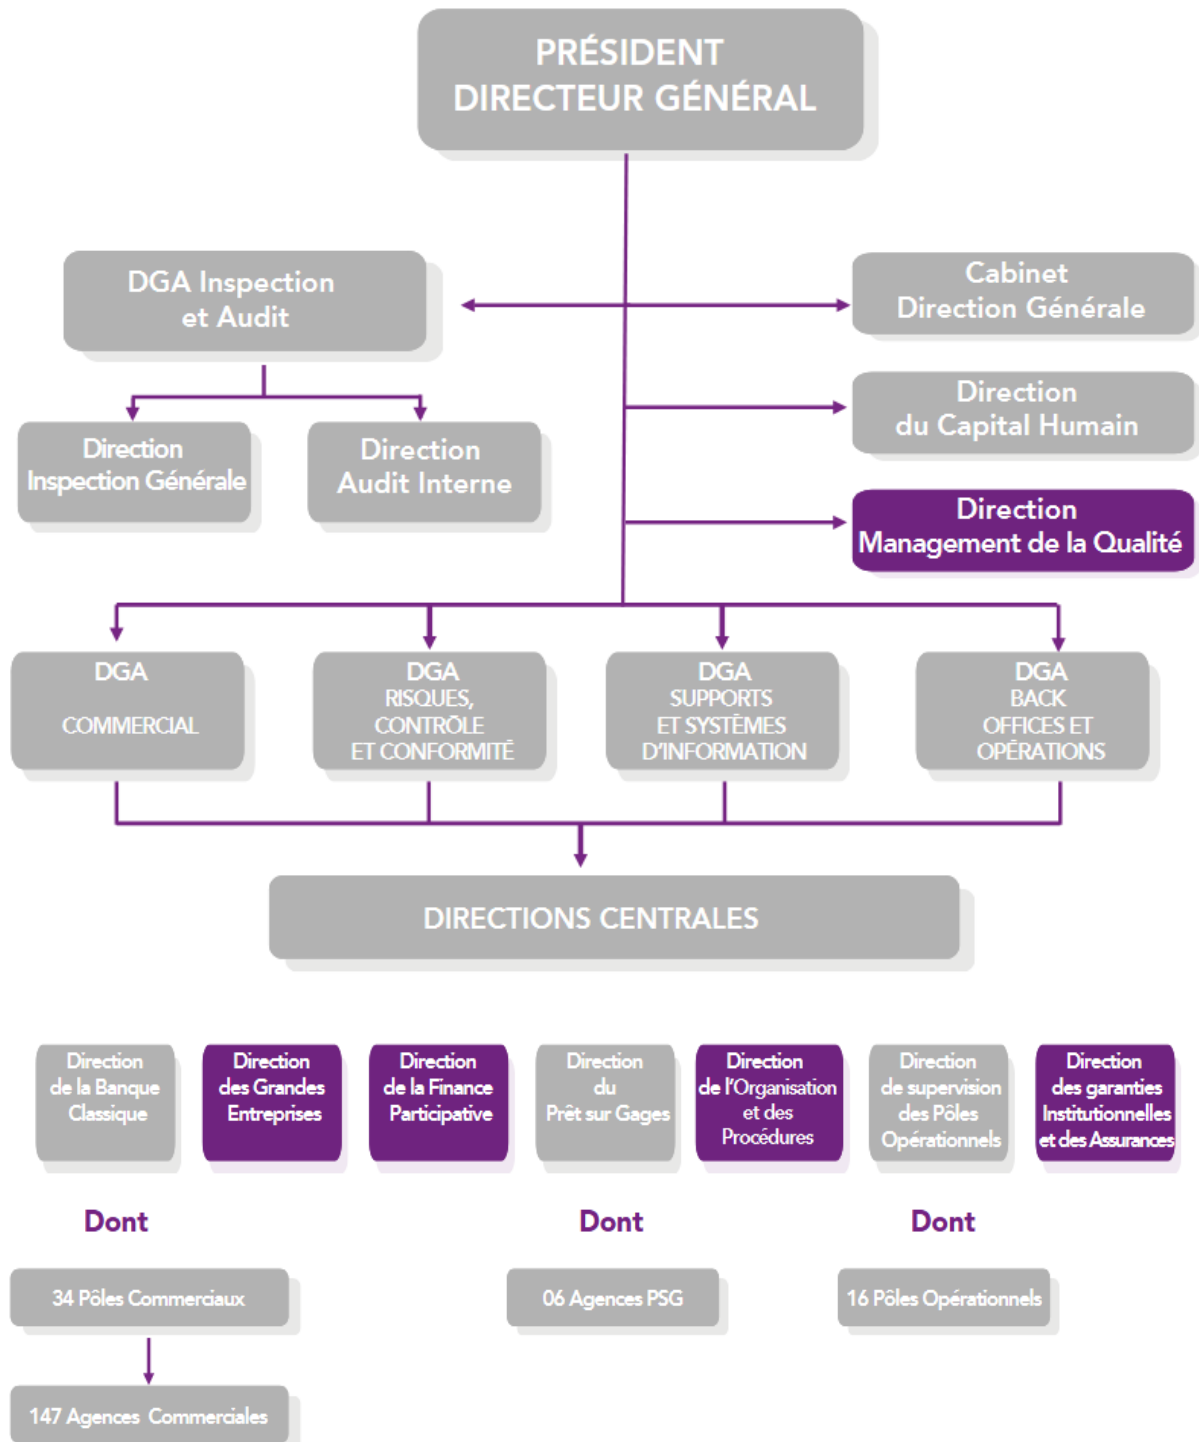 PRÉSIDENT
DIRECTEUR GÉNÉRAL
DGA Inspection
et Audit
Cabinet
Direction Générale
Direction
du Capital Humain
Direction
Inspection Générale
Direction
Audit Interne
Direction
Management de la Qualité
DGA
COMMERCIAL
DGA
RISQUES,
CONTRÔLE
ET CONFORMITÉ
DGA
SUPPORTS
ET SYSTÈMES
D'INFORMATION
DGA
BACK
OFFICES ET
OPÉRATIONS
DIRECTIONS CENTRALES
Direction
de la Banque
Classique
Direction
des Grandes
Entreprises
Direction
de la Finance
Participative
Direction
du
Prêt sur Gages
Direction
de l'Organisation
et des
Procédures
Direction
de supervision
des Pôles
Opérationnels
Direction
des garanties
Institutionnelles
et des Assurances
Dont
Dont
Dont
34 Pôles Commerciaux
06 Agences PSG
16 Pôles Opérationnels
147 Agences Commerciales